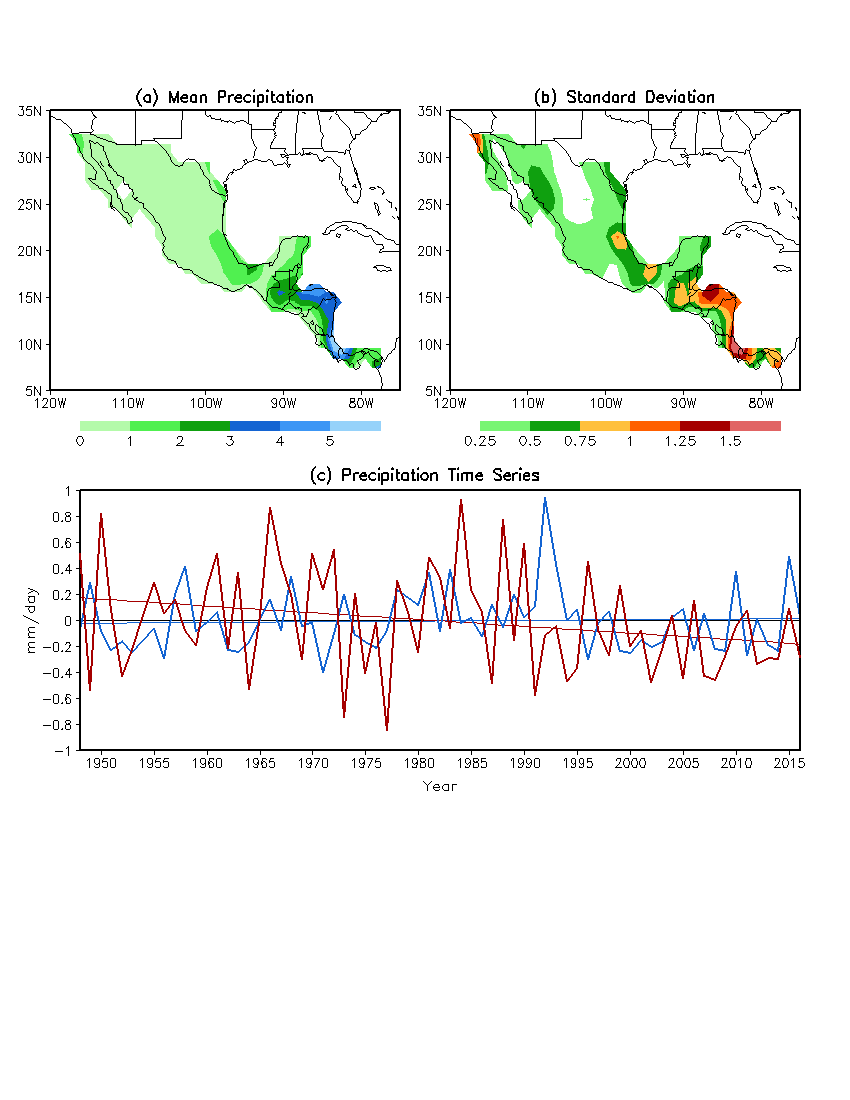 (a) Mean Precipitation
(b) Standard Deviation
35N
30N
25N
20N
15N
10N
5N
120W 110W 100W 90W 80W
35N
30N
25N
20N
15N
10N
5N
120W 110W 100W 90W 80W
0 1 2 3 4 5
0.25 0.5 0.75 1 1.25 1.5
(c) Precipitation Time Series
1
0.8
0.6
0.4
0.2
0
−0.2
−0.4
−0.6
−0.8
−1
mm/day
1950 1955 1960 1965 1970 1975 1980 1985 1990 1995 2000 2005 2010 2015
Year